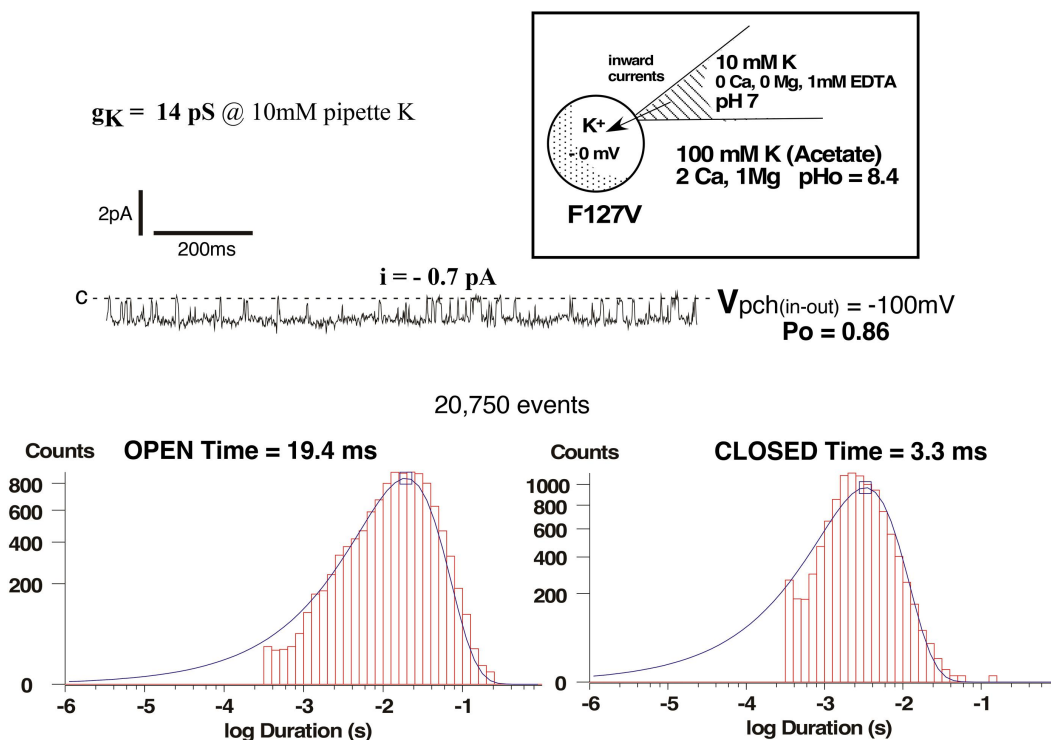 gK = 14 pS @ 10mM pipette K
inward
currents
10 mM K
0 Ca, 0 Mg, 1mM EDTA
pH 7
K+
- 0 mV
100 mM K (Acetate)
2 Ca, 1Mg pHo = 8.4
F127V
2pA
200ms
i = - 0.7 pA
C
Vpch(in-out) = -100mV
Po = 0.86
20,750 events
Counts
OPEN Time = 19.4 ms
800
600
400
200
0
-6 -5 -4 -3 -2 -1
log Duration (s)
Counts
CLOSED Time = 3.3 ms
1000
800
600
400
200
0
-6 -5 -4 -3 -2 -1
log Duration (s)